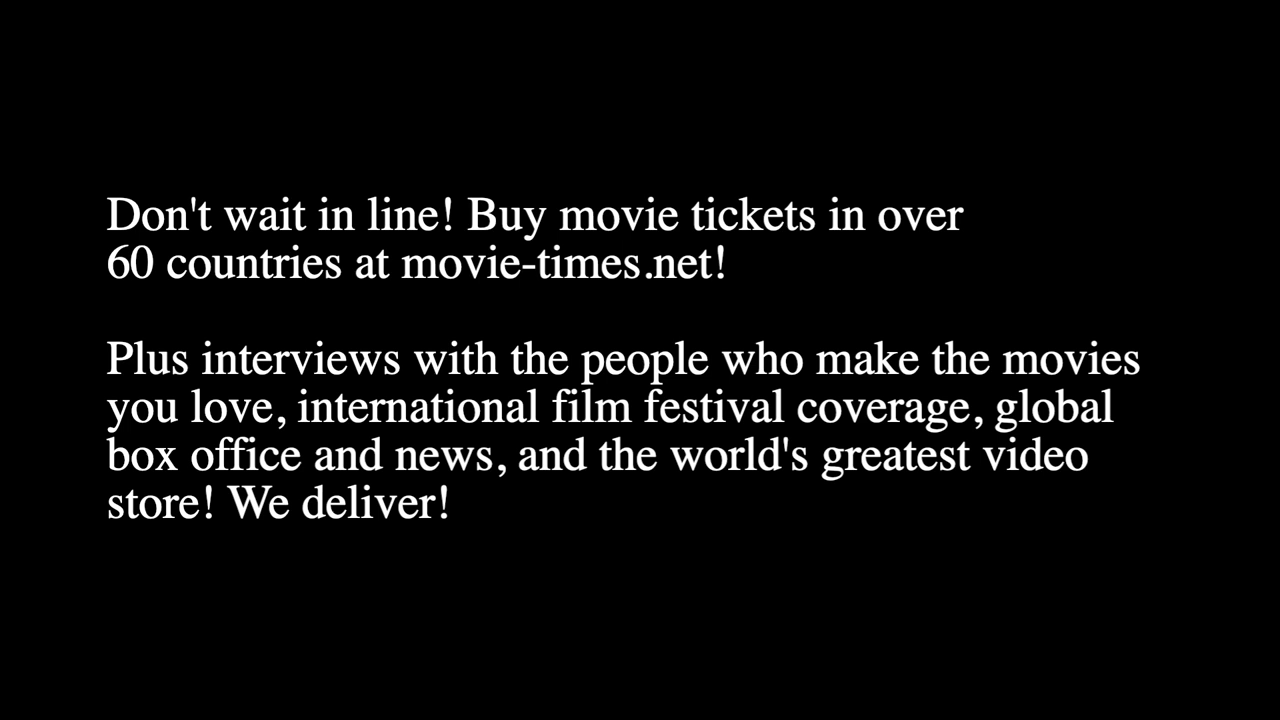 Don't wait in line! Buy movie tickets in over
60 countries at movie-times.net!
Plus interviews with the people who make the movies
you love, international film festival coverage, global
box office and news, and the world's greatest video
store! We deliver!